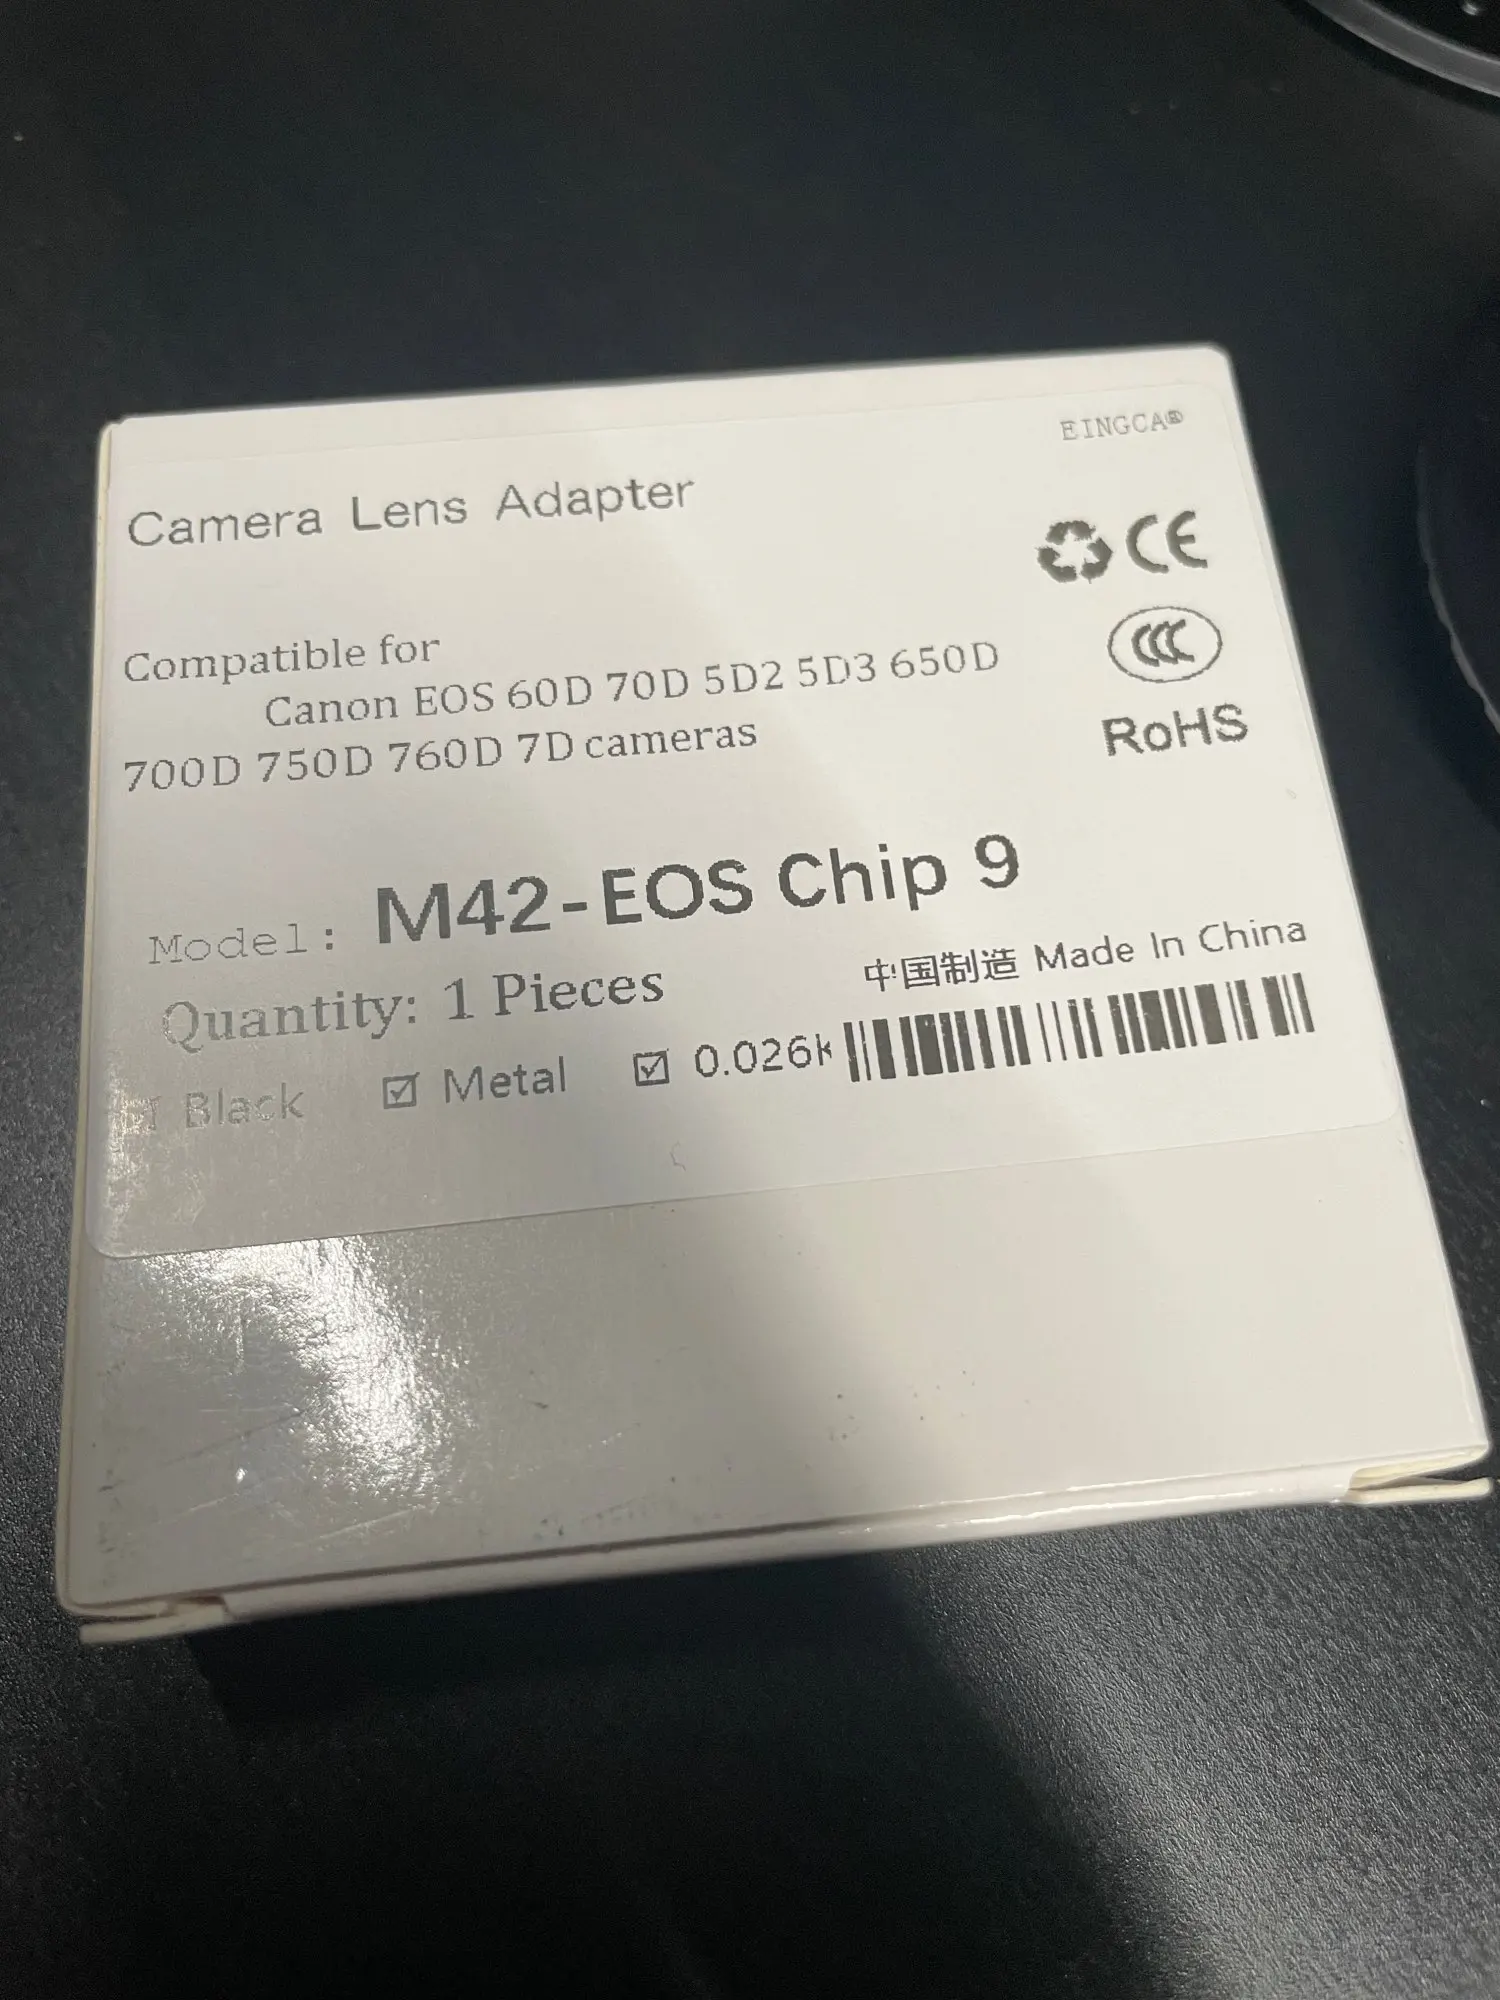 EINGCA®
Camera Lens Adapter
CE
Compatible for
Canon EOS 60D 70D 5D2 5D3 650D
700D 750D 760D 7D cameras
CCC
RoHS
Model: M42-EOS Chip 9
Quantity: 1 Pieces
中国制造 Made In China
☑ Black ☑ Metal ☑ 0.026k